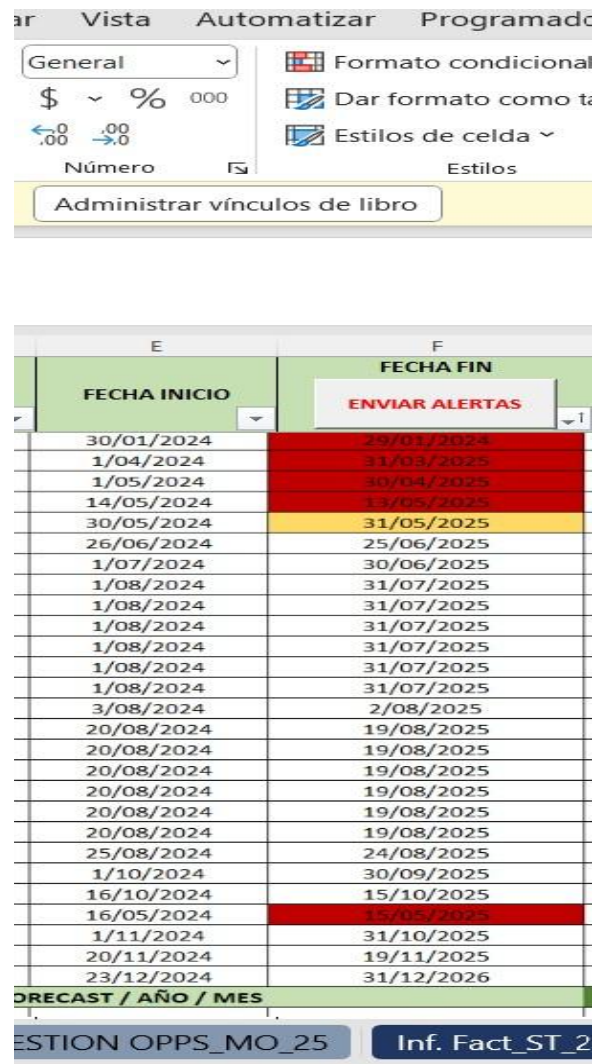 ar Vista Automatizar Programado
General
Formato condicional
$ % 000
Dar formato como ta
←0 .00
.00 →.0
Estilos de celda
Número
Estilos
Administrar vínculos de libro
E F
FECHA INICIO
FECHA FIN
ENVIAR ALERTAS
30/01/2024 29/01/2024
1/04/2024 31/03/2025
1/05/2024 30/04/2025
14/05/2024 13/05/2025
30/05/2024 31/05/2025
26/06/2024 25/06/2025
1/07/2024 30/06/2025
1/08/2024 31/07/2025
1/08/2024 31/07/2025
1/08/2024 31/07/2025
1/08/2024 31/07/2025
1/08/2024 31/07/2025
1/08/2024 31/07/2025
3/08/2024 2/08/2025
20/08/2024 19/08/2025
20/08/2024 19/08/2025
20/08/2024 19/08/2025
20/08/2024 19/08/2025
20/08/2024 19/08/2025
20/08/2024 19/08/2025
25/08/2024 24/08/2025
1/10/2024 30/09/2025
16/10/2024 15/10/2025
16/05/2024 15/05/2025
1/11/2024 31/10/2025
20/11/2024 19/11/2025
23/12/2024 31/12/2026
ORECAST / AÑO / MES
ESTION OPPS_MO_25
Inf. Fact_ST_2